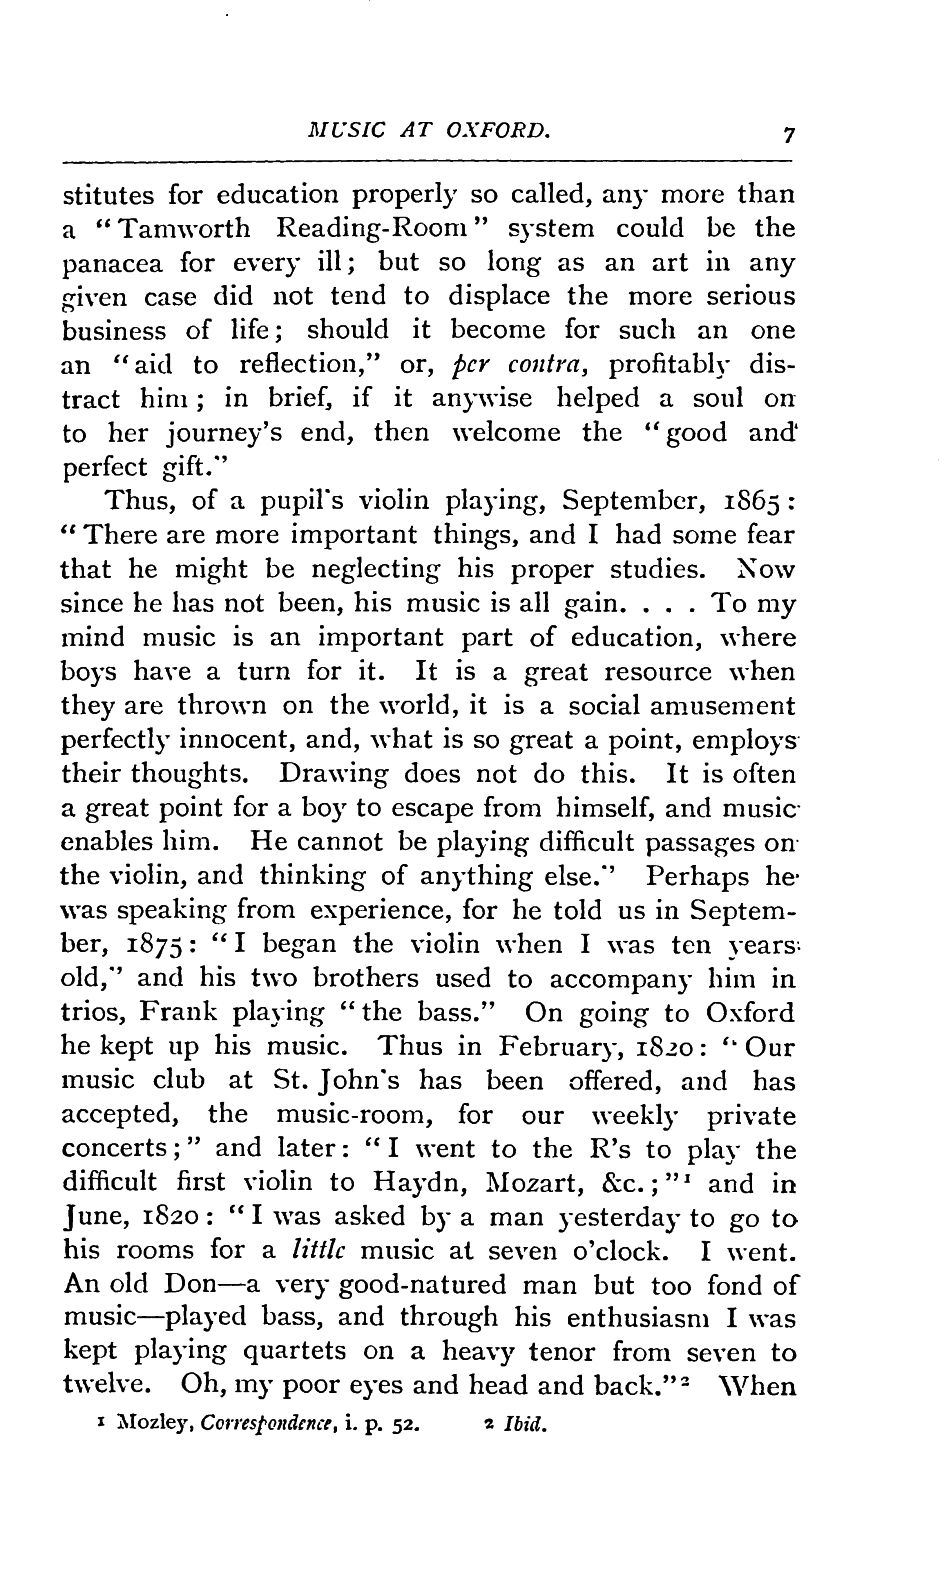 MUSIC AT OXFORD. 7
stitutes for education properly so called, any more than
a “Tamworth Reading-Room” system could be the
panacea for every ill; but so long as an art in any
given case did not tend to displace the more serious
business of life; should it become for such an one
an “aid to reflection,” or, per contra, profitably dis-
tract him; in brief, if it anywise helped a soul on
to her journey's end, then welcome the “good and
perfect gift.”
Thus, of a pupil's violin playing, September, 1865:
“There are more important things, and I had some fear
that he might be neglecting his proper studies. Now
since he has not been, his music is all gain. . . . To my
mind music is an important part of education, where
boys have a turn for it. It is a great resource when
they are thrown on the world, it is a social amusement
perfectly innocent, and, what is so great a point, employs
their thoughts. Drawing does not do this. It is often
a great point for a boy to escape from himself, and music
enables him. He cannot be playing difficult passages on
the violin, and thinking of anything else.” Perhaps he
was speaking from experience, for he told us in Septem-
ber, 1875: “I began the violin when I was ten years
old,” and his two brothers used to accompany him in
trios, Frank playing “the bass.” On going to Oxford
he kept up his music. Thus in February, 1820: “Our
music club at St. John's has been offered, and has
accepted, the music-room, for our weekly private
concerts;” and later: “I went to the R's to play the
difficult first violin to Haydn, Mozart, &c.;”1 and in
June, 1820: “I was asked by a man yesterday to go to
his rooms for a little music at seven o'clock. I went.
An old Don—a very good-natured man but too fond of
music—played bass, and through his enthusiasm I was
kept playing quartets on a heavy tenor from seven to
twelve. Oh, my poor eyes and head and back.”2 When
1 Mozley, Correspondence, i. p. 52. 2 Ibid.